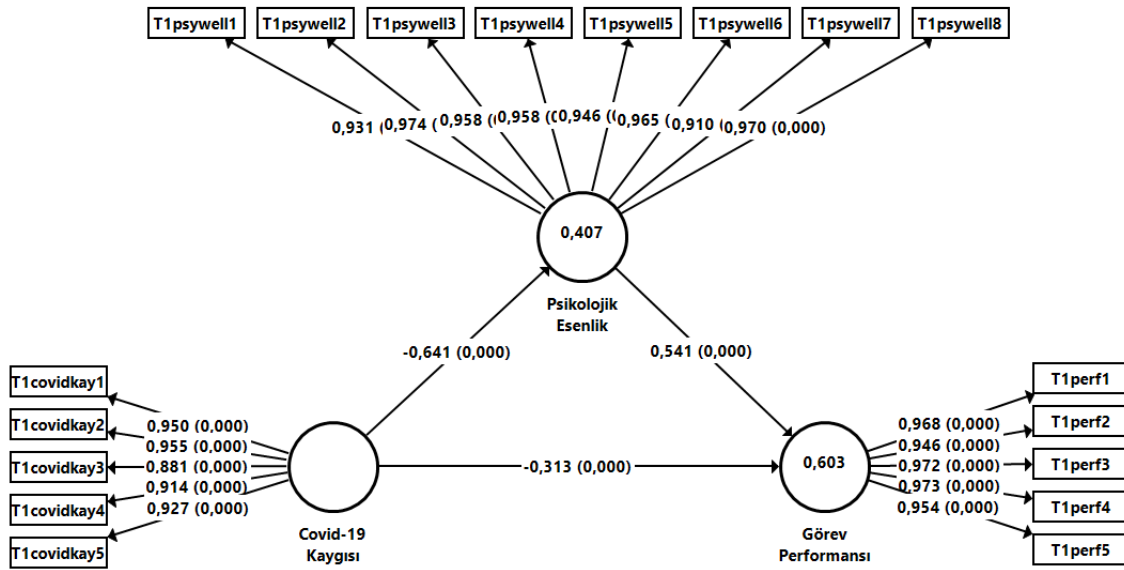 T1psywell1 T1psywell2 T1psywell3 T1psywell4 T1psywell5 T1psywell6 T1psywell7 T1psywell8
0,931 ( 0,974 ( 0,958 ( 0,958 (0 0,946 (0 0,965 (0 0,910 (0 0,970 (0,000)
0,407
Psikolojik
Esenlik
-0,641 (0,000) 0,541 (0,000)
T1covidkay1
T1covidkay2
T1covidkay3
T1covidkay4
T1covidkay5
0,950 (0,000)
0,955 (0,000)
0,881 (0,000)
0,914 (0,000)
0,927 (0,000)
Covid-19
Kaygısı
-0,313 (0,000)
0,603
Görev
Performansı
0,968 (0,000)
0,946 (0,000)
0,972 (0,000)
0,973 (0,000)
0,954 (0,000)
T1perf1
T1perf2
T1perf3
T1perf4
T1perf5